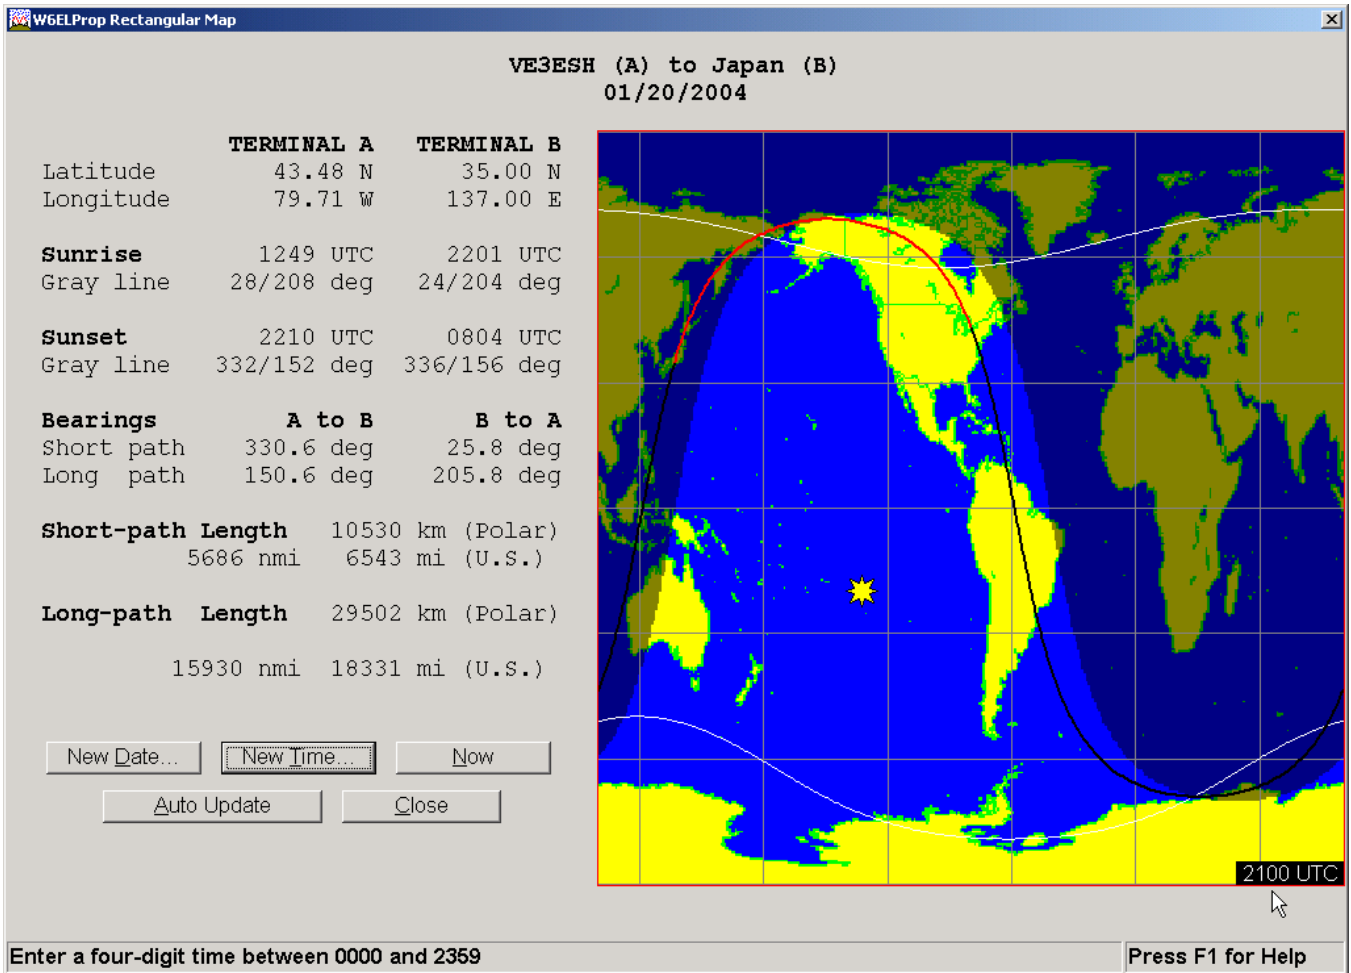 W6ELProp Rectangular Map
VE3ESH (A) to Japan (B)
01/20/2004
TERMINAL A TERMINAL B
Latitude 43.48 N 35.00 N
Longitude 79.71 W 137.00 E
Sunrise 1249 UTC 2201 UTC
Gray line 28/208 deg 24/204 deg
Sunset 2210 UTC 0804 UTC
Gray line 332/152 deg 336/156 deg
Bearings A to B B to A
Short path 330.6 deg 25.8 deg
Long path 150.6 deg 205.8 deg
Short-path Length 10530 km (Polar)
5686 nmi 6543 mi (U.S.)
Long-path Length 29502 km (Polar)
15930 nmi 18331 mi (U.S.)
New Date... New Time... Now
Auto Update Close
2100 UTC
Enter a four-digit time between 0000 and 2359 Press F1 for Help